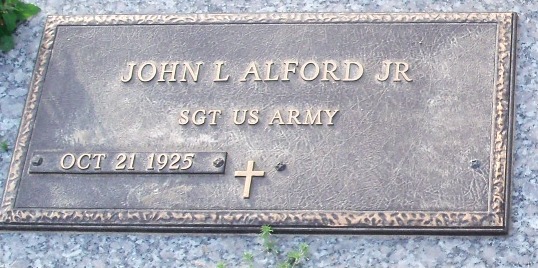 JOHN L ALFORD JR
SGT US ARMY
OCT 21 1925